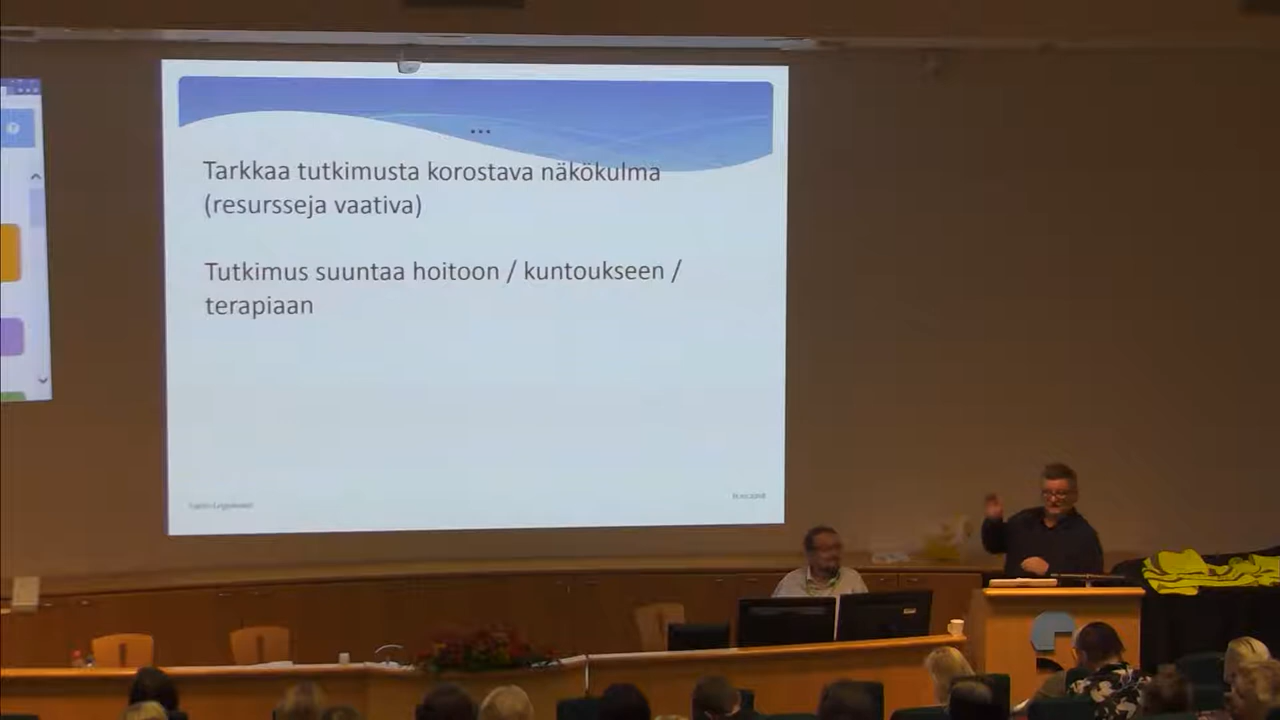 ...
Tarkkaa tutkimusta korostava näkökulma
(resursseja vaativa)
Tutkimus suuntaa hoitoon / kuntoukseen /
terapiaan